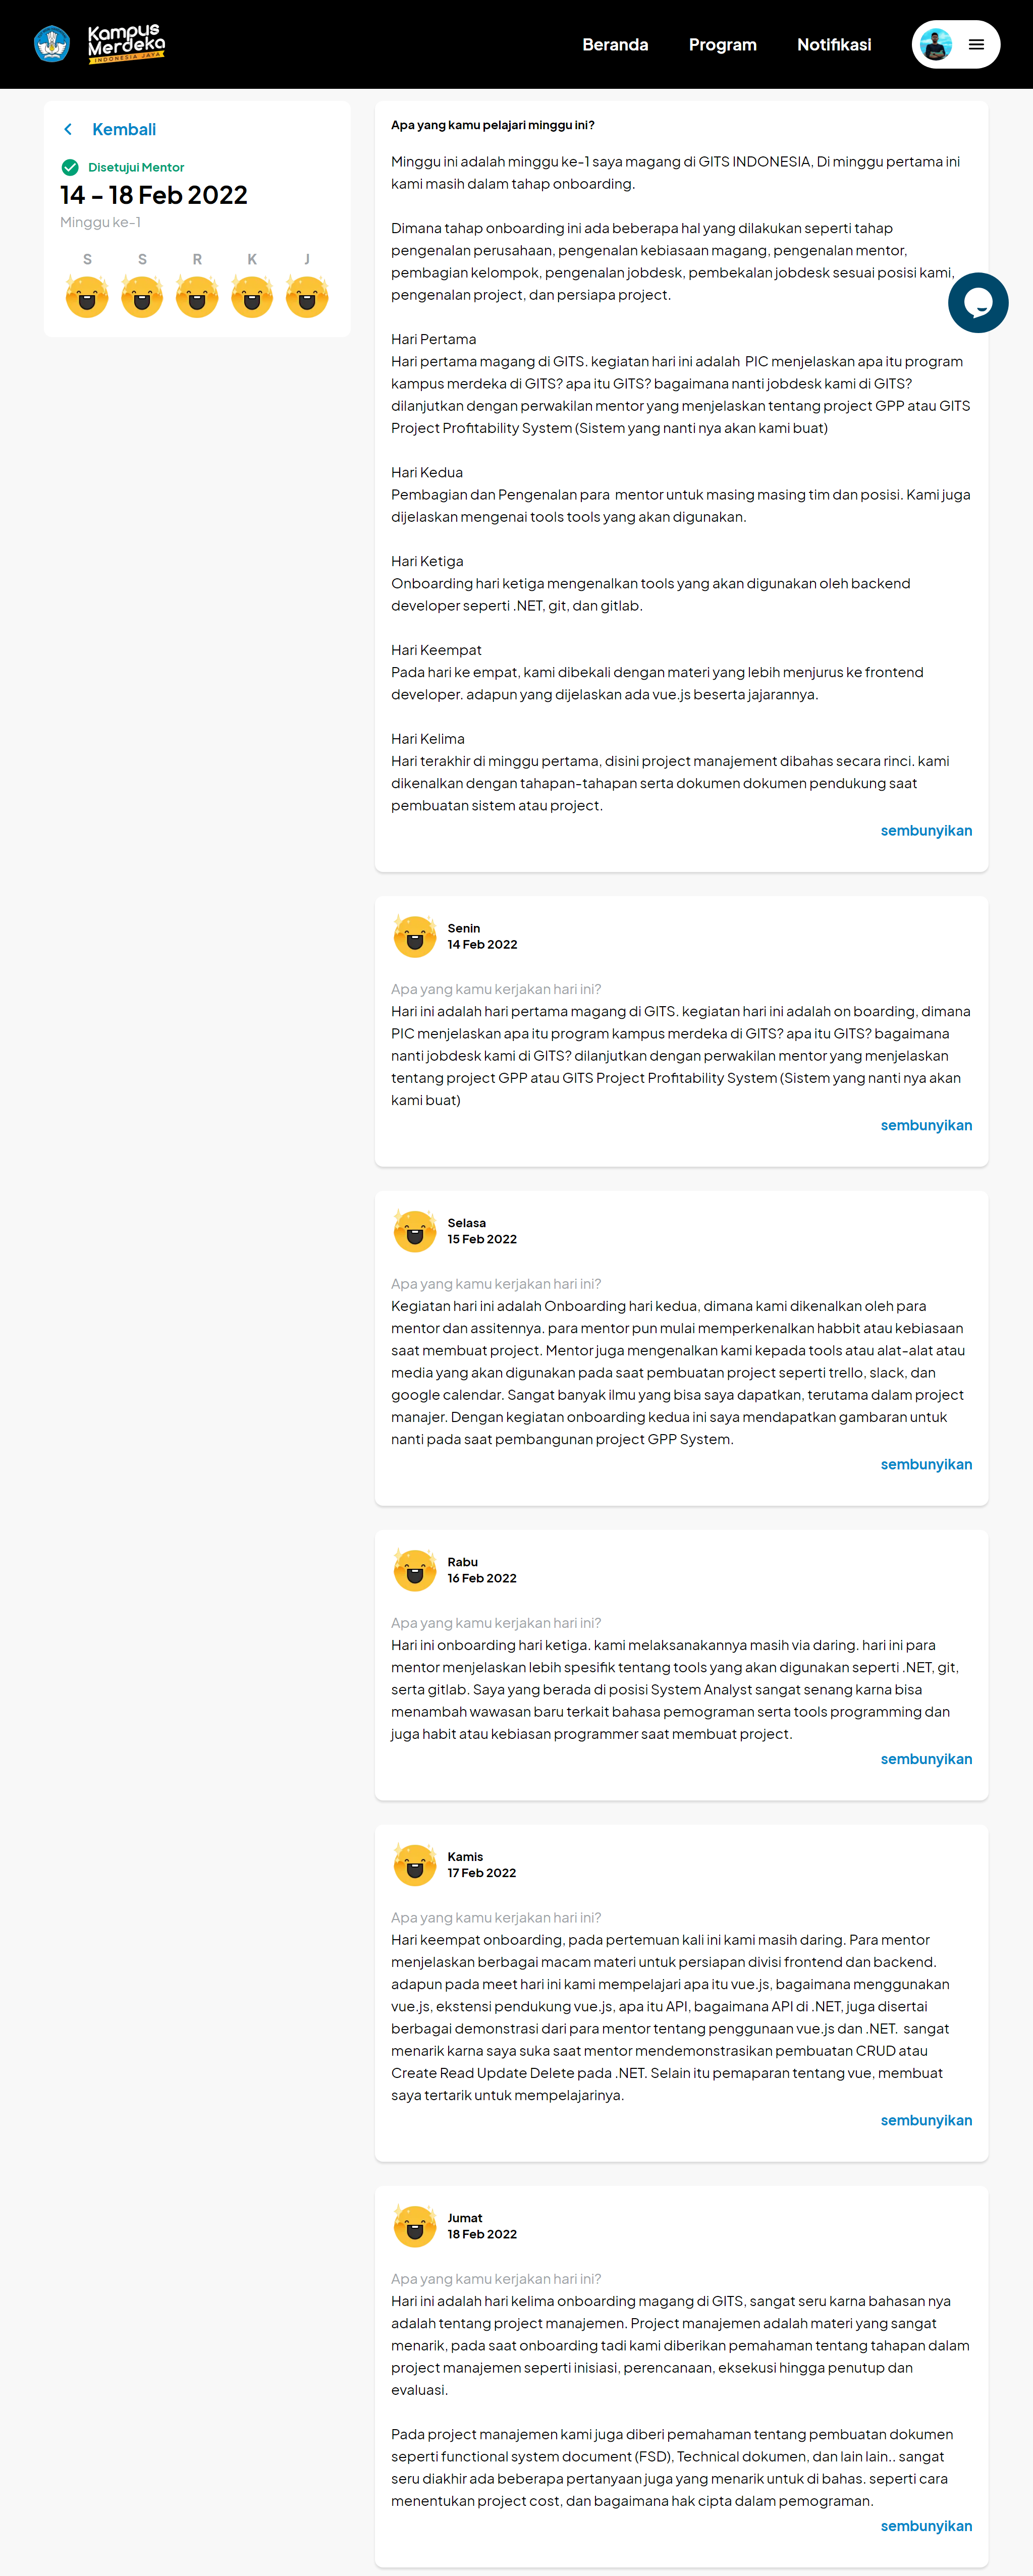 Kampus
Merdeka
INDONESIA JAYA
Beranda
Program
Notifikasi
Kembali
Disetujui Mentor
14 - 18 Feb 2022
Minggu ke-1
S S R K J
Apa yang kamu pelajari minggu ini?
Minggu ini adalah minggu ke-1 saya magang di GITS INDONESIA, Di minggu pertama ini
kami masih dalam tahap onboarding.
Dimana tahap onboarding ini ada beberapa hal yang dilakukan seperti tahap
pengenalan perusahaan, pengenalan kebiasaan magang, pengenalan mentor,
pembagian kelompok, pengenalan jobdesk, pembekalan jobdesk sesuai posisi kami,
pengenalan project, dan persiapa project.
Hari Pertama
Hari pertama magang di GITS. kegiatan hari ini adalah  PIC menjelaskan apa itu program
kampus merdeka di GITS? apa itu GITS? bagaimana nanti jobdesk kami di GITS?
dilanjutkan dengan perwakilan mentor yang menjelaskan tentang project GPP atau GITS
Project Profitability System (Sistem yang nanti nya akan kami buat)
Hari Kedua
Pembagian dan Pengenalan para  mentor untuk masing masing tim dan posisi. Kami juga
dijelaskan mengenai tools tools yang akan digunakan.
Hari Ketiga
Onboarding hari ketiga mengenalkan tools yang akan digunakan oleh backend
developer seperti .NET, git, dan gitlab.
Hari Keempat
Pada hari ke empat, kami dibekali dengan materi yang lebih menjurus ke frontend
developer. adapun yang dijelaskan ada vue.js beserta jajarannya.
Hari Kelima
Hari terakhir di minggu pertama, disini project manajement dibahas secara rinci. kami
dikenalkan dengan tahapan-tahapan serta dokumen dokumen pendukung saat
pembuatan sistem atau project.
sembunyikan
Senin
14 Feb 2022
Apa yang kamu kerjakan hari ini?
Hari ini adalah hari pertama magang di GITS. kegiatan hari ini adalah on boarding, dimana
PIC menjelaskan apa itu program kampus merdeka di GITS? apa itu GITS? bagaimana
nanti jobdesk kami di GITS? dilanjutkan dengan perwakilan mentor yang menjelaskan
tentang project GPP atau GITS Project Profitability System (Sistem yang nanti nya akan
kami buat)
sembunyikan
Selasa
15 Feb 2022
Apa yang kamu kerjakan hari ini?
Kegiatan hari ini adalah Onboarding hari kedua, dimana kami dikenalkan oleh para
mentor dan assitennya. para mentor pun mulai memperkenalkan habbit atau kebiasaan
saat membuat project. Mentor juga mengenalkan kami kepada tools atau alat-alat atau
media yang akan digunakan pada saat pembuatan project seperti trello, slack, dan
google calendar. Sangat banyak ilmu yang bisa saya dapatkan, terutama dalam project
manajer. Dengan kegiatan onboarding kedua ini saya mendapatkan gambaran untuk
nanti pada saat pembangunan project GPP System.
sembunyikan
Rabu
16 Feb 2022
Apa yang kamu kerjakan hari ini?
Hari ini onboarding hari ketiga. kami melaksanakannya masih via daring. hari ini para
mentor menjelaskan lebih spesifik tentang tools yang akan digunakan seperti .NET, git,
serta gitlab. Saya yang berada di posisi System Analyst sangat senang karna bisa
menambah wawasan baru terkait bahasa pemograman serta tools programming dan
juga habit atau kebiasan programmer saat membuat project.
sembunyikan
Kamis
17 Feb 2022
Apa yang kamu kerjakan hari ini?
Hari keempat onboarding, pada pertemuan kali ini kami masih daring. Para mentor
menjelaskan berbagai macam materi untuk persiapan divisi frontend dan backend.
adapun pada meet hari ini kami mempelajari apa itu vue.js, bagaimana menggunakan
vue.js, ekstensi pendukung vue.js, apa itu API, bagaimana API di .NET, juga disertai
berbagai demonstrasi dari para mentor tentang penggunaan vue.js dan .NET.  sangat
menarik karna saya suka saat mentor mendemonstrasikan pembuatan CRUD atau
Create Read Update Delete pada .NET. Selain itu pemaparan tentang vue, membuat
saya tertarik untuk mempelajarinya.
sembunyikan
Jumat
18 Feb 2022
Apa yang kamu kerjakan hari ini?
Hari ini adalah hari kelima onboarding magang di GITS, sangat seru karna bahasan nya
adalah tentang project manajemen. Project manajemen adalah materi yang sangat
menarik, pada saat onboarding tadi kami diberikan pemahaman tentang tahapan dalam
project manajemen seperti inisiasi, perencanaan, eksekusi hingga penutup dan
evaluasi.
Pada project manajemen kami juga diberi pemahaman tentang pembuatan dokumen
seperti functional system document (FSD), Technical dokumen, dan lain lain.. sangat
seru diakhir ada beberapa pertanyaan juga yang menarik untuk di bahas. seperti cara
menentukan project cost, dan bagaimana hak cipta dalam pemograman.
sembunyikan